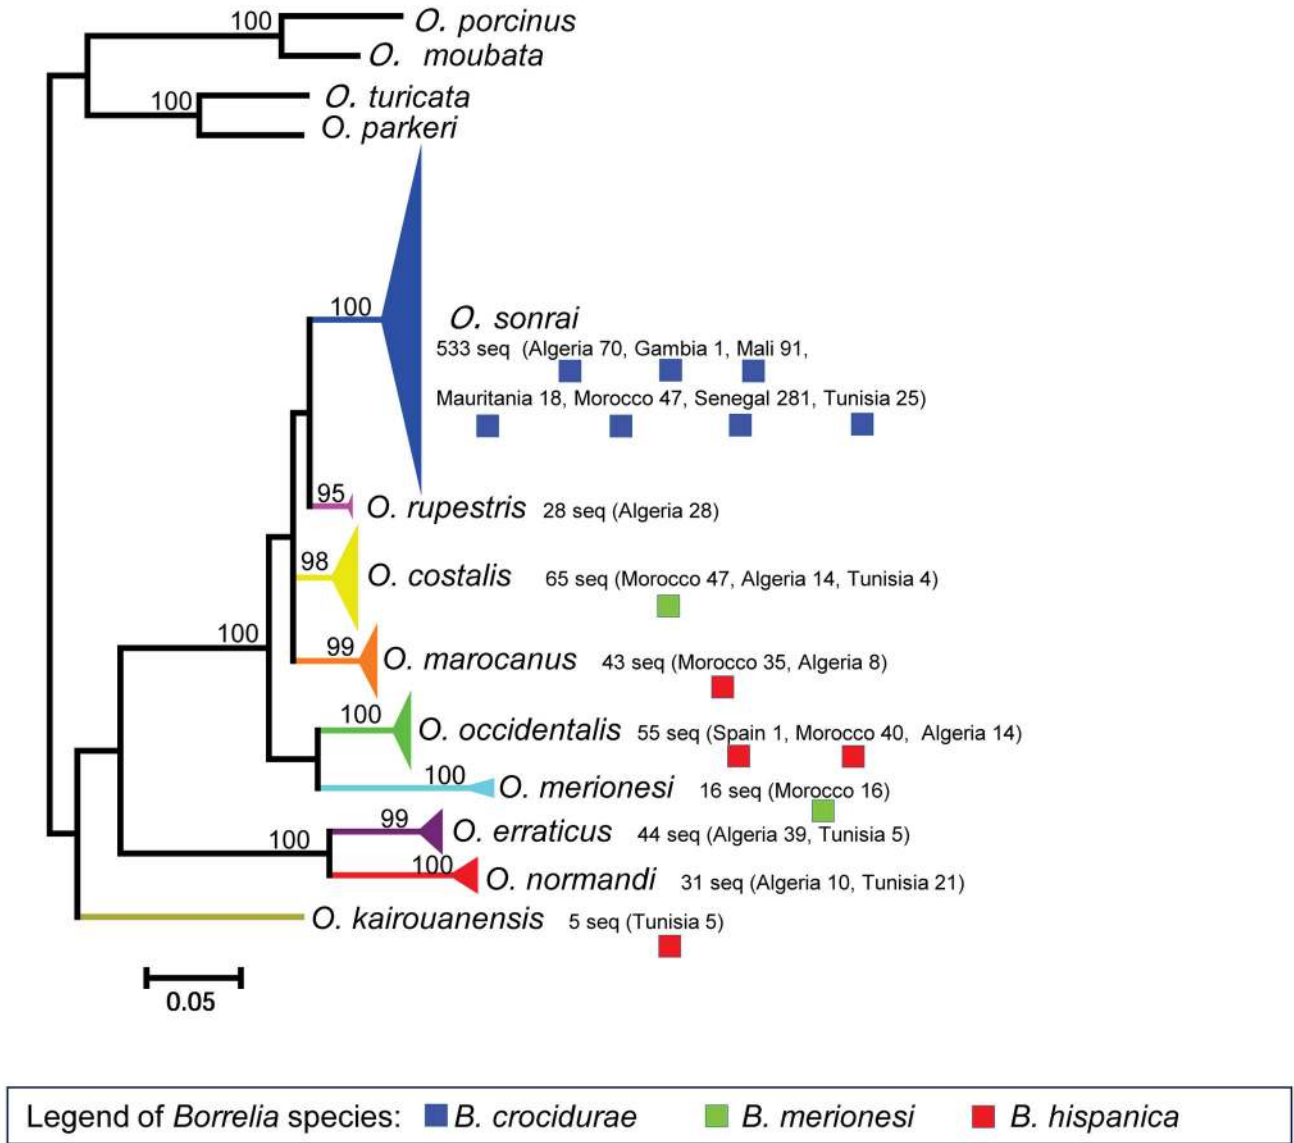 100
O. porcinus
O. moubata
100
O. turicata
O. parkeri
100
O. sonrai
533 seq (Algeria 70, Gambia 1, Mali 91,
Mauritania 18, Morocco 47, Senegal 281, Tunisia 25)
95
O. rupestris 28 seq (Algeria 28)
98
O. costalis 65 seq (Morocco 47, Algeria 14, Tunisia 4)
100
99
O. marocanus 43 seq (Morocco 35, Algeria 8)
100
O. occidentalis 55 seq (Spain 1, Morocco 40, Algeria 14)
100
O. merionesi 16 seq (Morocco 16)
100
99
O. erraticus 44 seq (Algeria 39, Tunisia 5)
100
O. normandi 31 seq (Algeria 10, Tunisia 21)
O. kairouanensis 5 seq (Tunisia 5)
0.05
Legend of Borrelia species: B. crocidurae B. merionesi B. hispanica